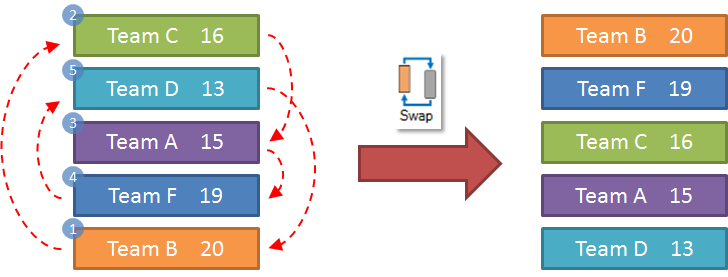 2
Team C 16
5
Team D 13
3
Team A 15
4
Team F 19
1
Team B 20
Swap
Team B 20
Team F 19
Team C 16
Team A 15
Team D 13